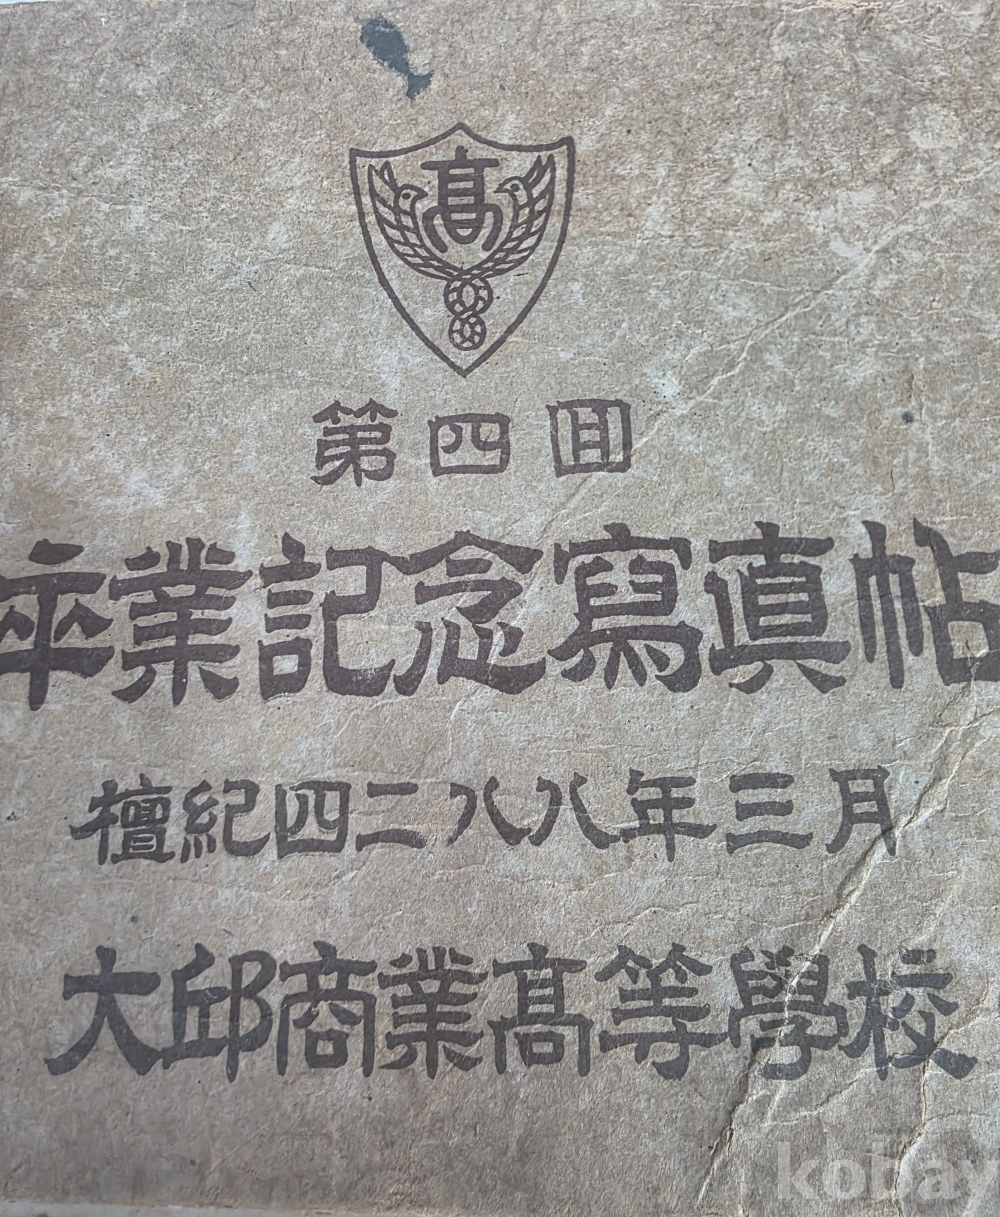 高
第四回
卒業記念寫眞帖
檀紀四二八八年三月
大邱商業高等學校
kobay